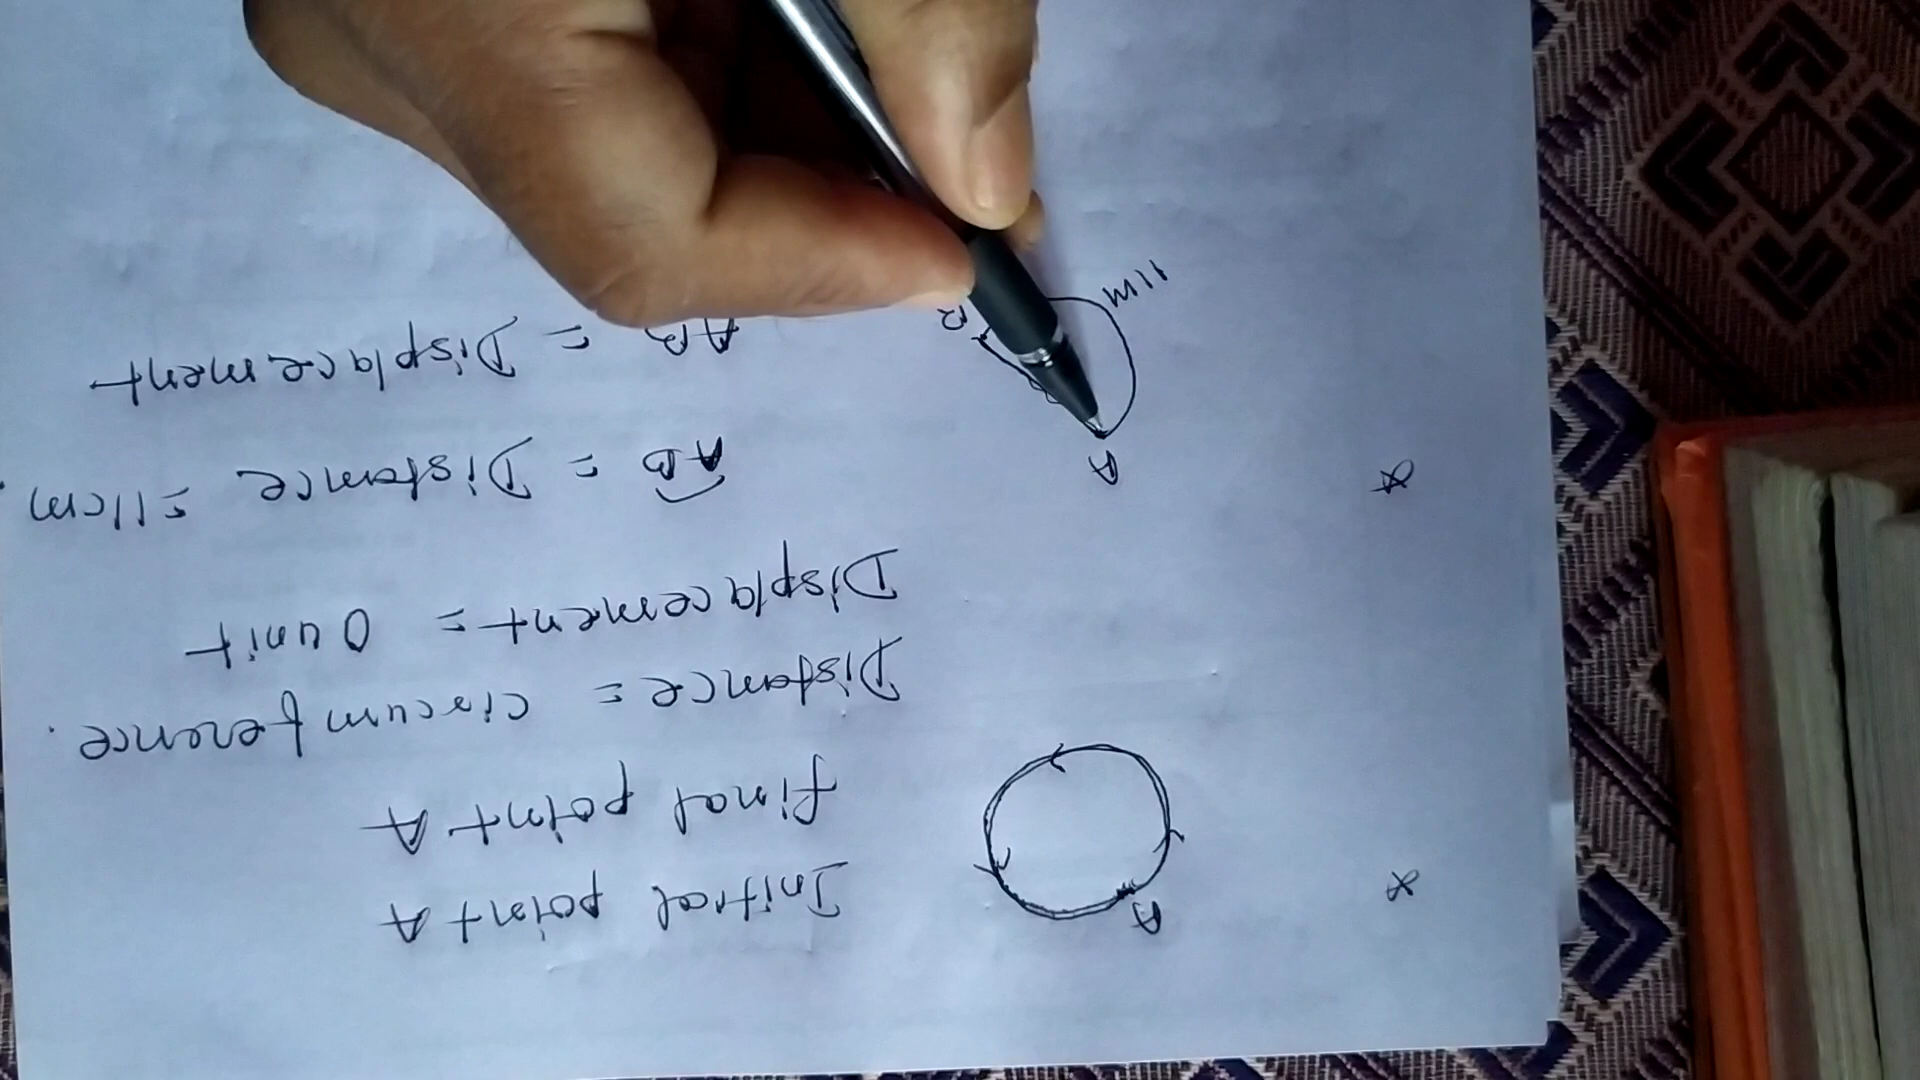 A
Initial point A
final point A
Distance = circumference.
Displacement = 0 unit
A
B
11m
AB = Distance = 11cm.
AB = Displacement